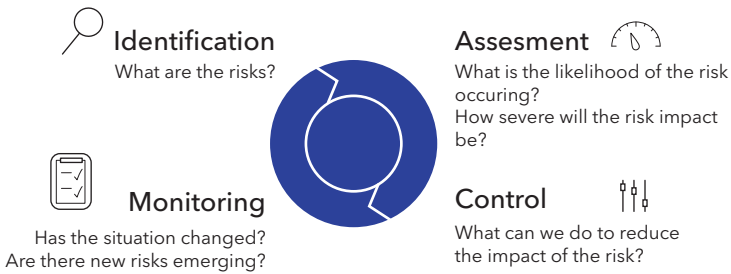 Identification
What are the risks?
Assesment
What is the likelihood of the risk
occuring?
How severe will the risk impact
be?
Monitoring
Has the situation changed?
Are there new risks emerging?
Control
What can we do to reduce
the impact of the risk?